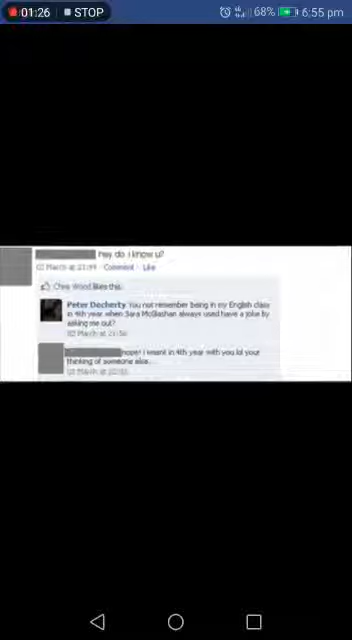 01:26 STOP 68% 6:55 pm
hey do i know u?
02 March at 21:49 · Comment · Like
Chee Wood likes this.
Peter Docherty You not remember being in my English class
in 4th year when Sara McGlashan always used have a joke by
asking me out?
02 March at 21:56
nope! i wasnt in 4th year with you lol your
thinking of someone else...
02 March at